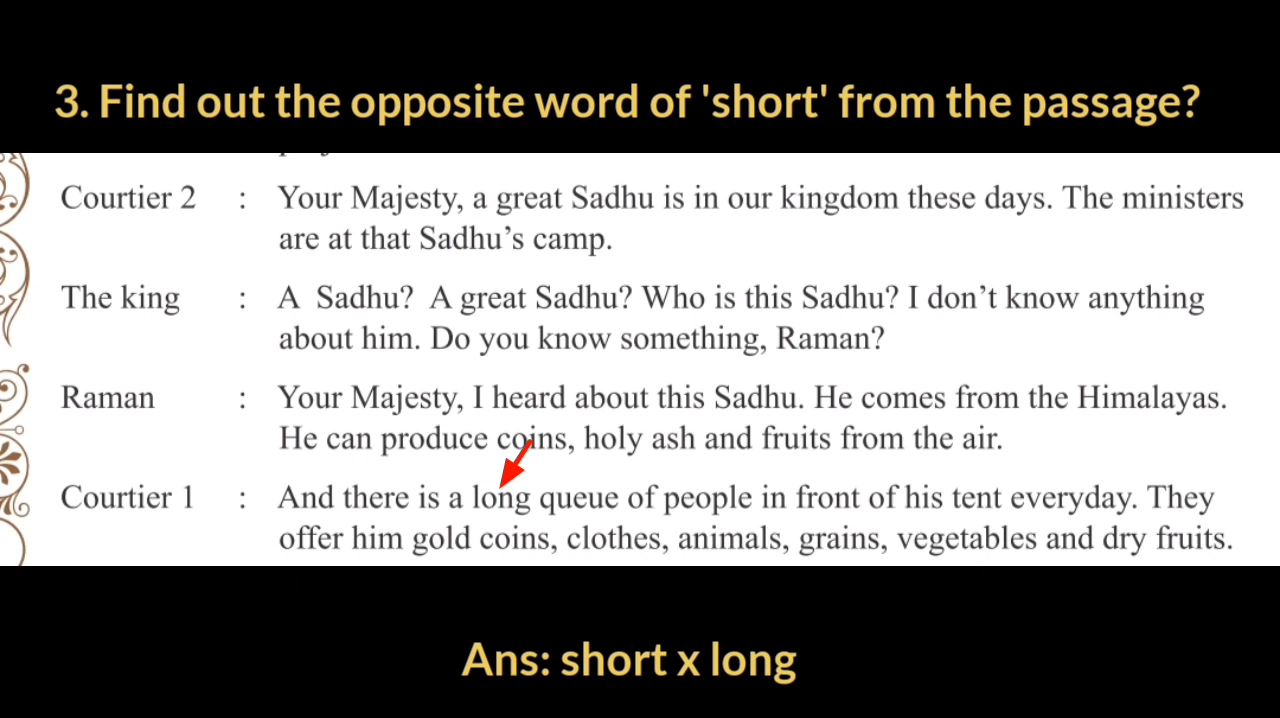 3. Find out the opposite word of 'short' from the passage?
Courtier 2 : Your Majesty, a great Sadhu is in our kingdom these days. The ministers
are at that Sadhu’s camp.
The king : A Sadhu? A great Sadhu? Who is this Sadhu? I don’t know anything
about him. Do you know something, Raman?
Raman : Your Majesty, I heard about this Sadhu. He comes from the Himalayas.
He can produce coins, holy ash and fruits from the air.
Courtier 1 : And there is a long queue of people in front of his tent everyday. They
offer him gold coins, clothes, animals, grains, vegetables and dry fruits.
Ans: short x long